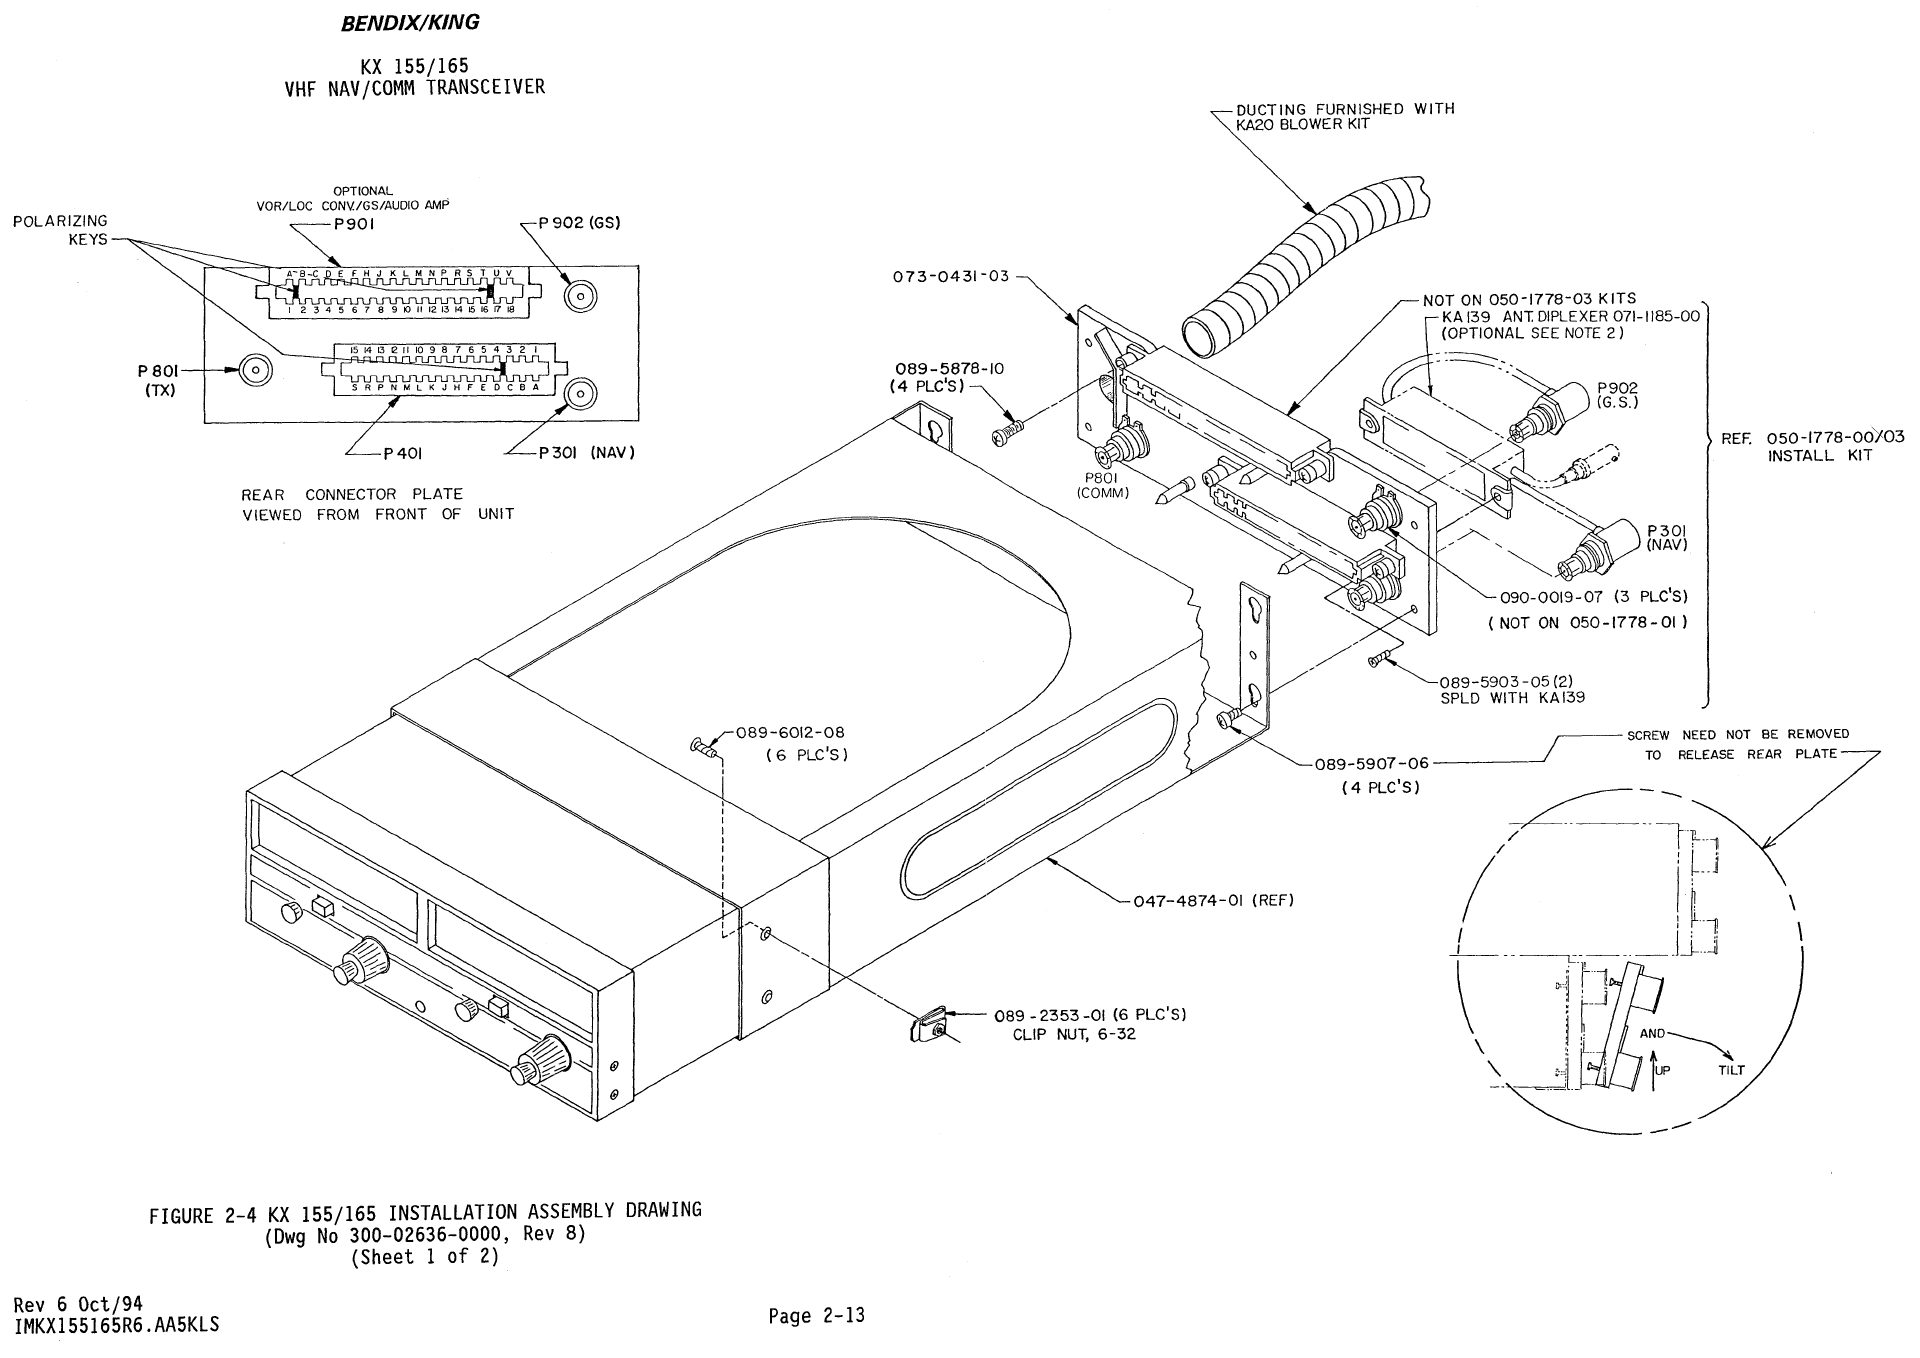 BENDIX/KING
KX 155/165
VHF NAV/COMM TRANSCEIVER
DUCTING FURNISHED WITH
KA20 BLOWER KIT
OPTIONAL
VOR/LOC CONV./GS/AUDIO AMP
P901
P902 (GS)
POLARIZING
KEYS
A B C D E F H J K L M N P R S T U V
1 2 3 4 5 6 7 8 9 10 11 12 13 14 15 16 17 18
15 14 13 12 11 10 9 8 7 6 5 4 3 2 1
S R P N M L K J H F E D C B A
P801
(TX)
P401
P301 (NAV)
REAR CONNECTOR PLATE
VIEWED FROM FRONT OF UNIT
073-0431-03
089-5878-10
(4 PLC'S)
NOT ON 050-1778-03 KITS
KA139 ANT. DIPLEXER 071-1185-00
(OPTIONAL SEE NOTE 2)
P902
(G.S.)
REF. 050-1778-00/03
INSTALL KIT
P801
(COMM)
P301
(NAV)
090-0019-07 (3 PLC'S)
(NOT ON 050-1778-01)
089-5903-05(2)
SPLD WITH KA139
089-6012-08
(6 PLC'S)
089-5907-06
(4 PLC'S)
SCREW NEED NOT BE REMOVED
TO RELEASE REAR PLATE
047-4874-01 (REF)
089-2353-01 (6 PLC'S)
CLIP NUT, 6-32
AND
UP
TILT
FIGURE 2-4 KX 155/165 INSTALLATION ASSEMBLY DRAWING
(Dwg No 300-02636-0000, Rev 8)
(Sheet 1 of 2)
Rev 6 Oct/94
IMKX155165R6.AA5KLS
Page 2-13